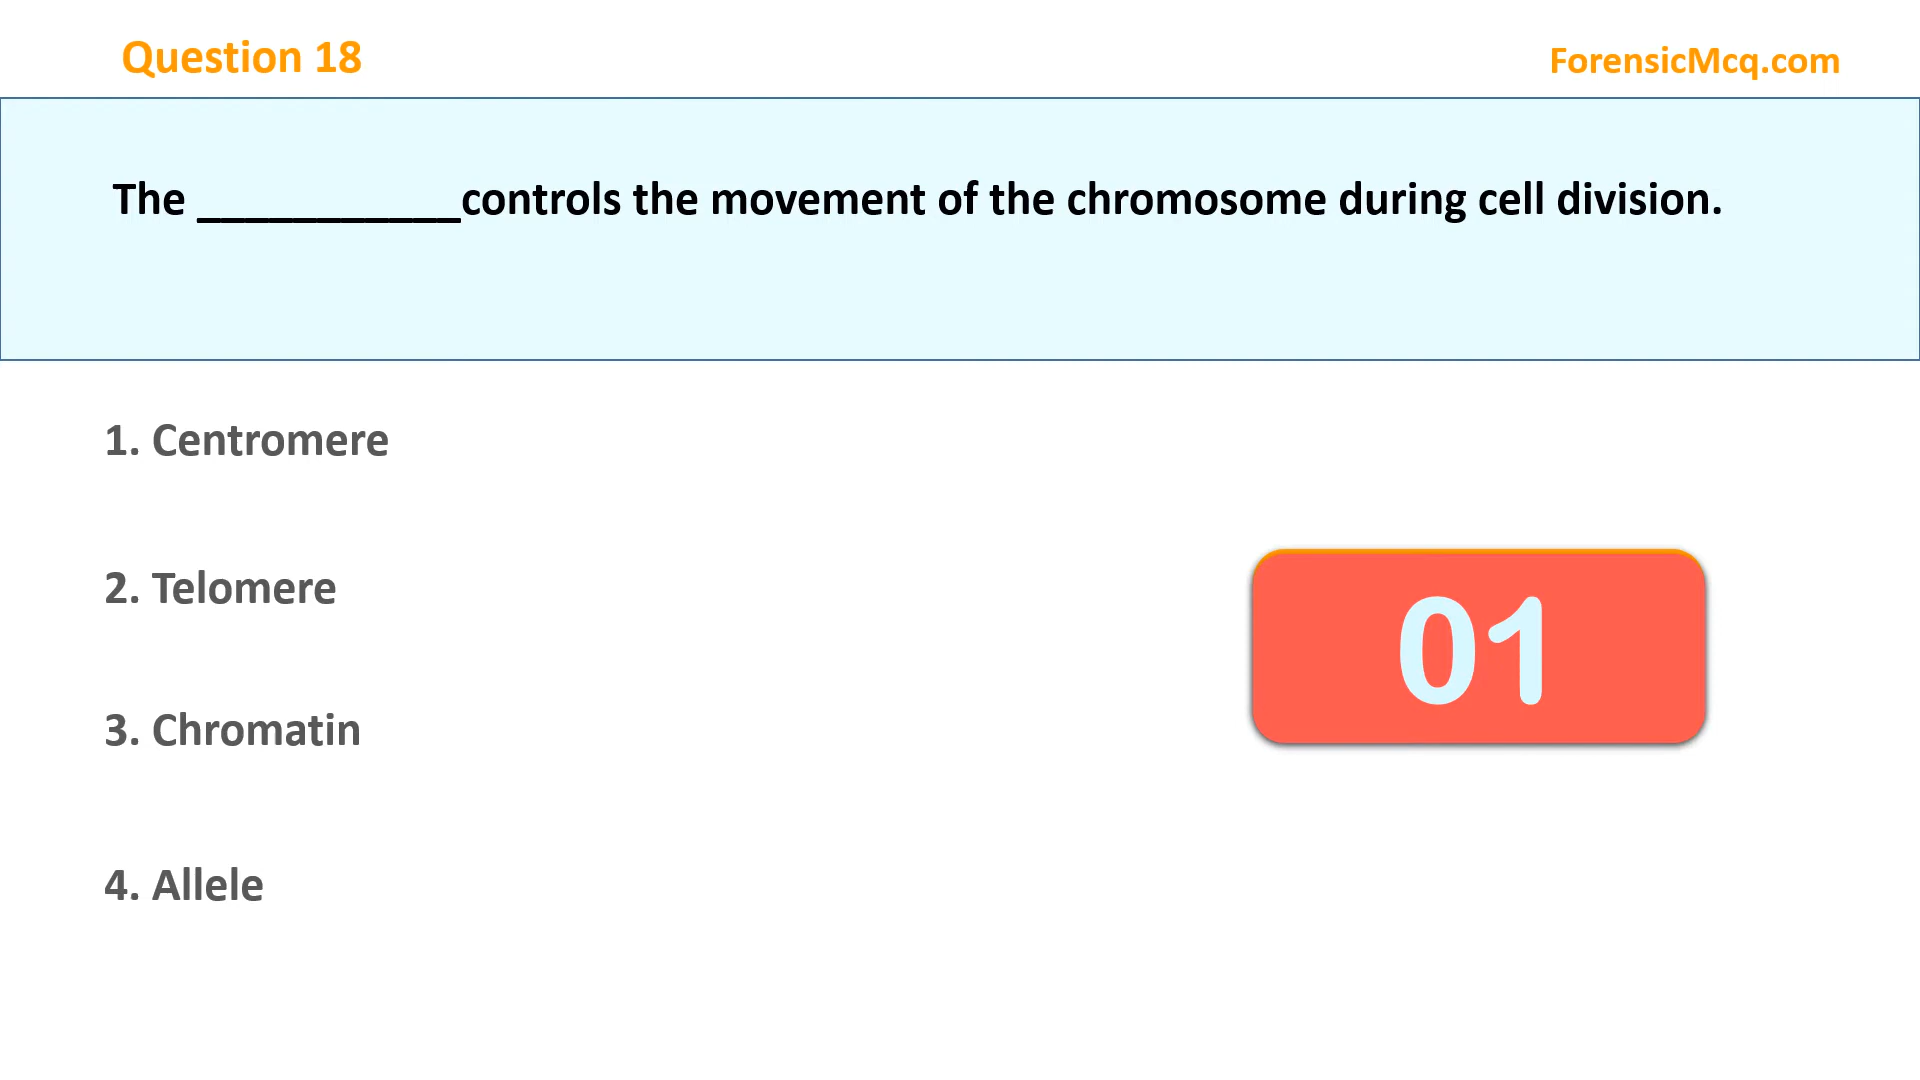 Question 18
ForensicMcq.com
The ___________controls the movement of the chromosome during cell division.
1. Centromere
2. Telomere
01
3. Chromatin
4. Allele